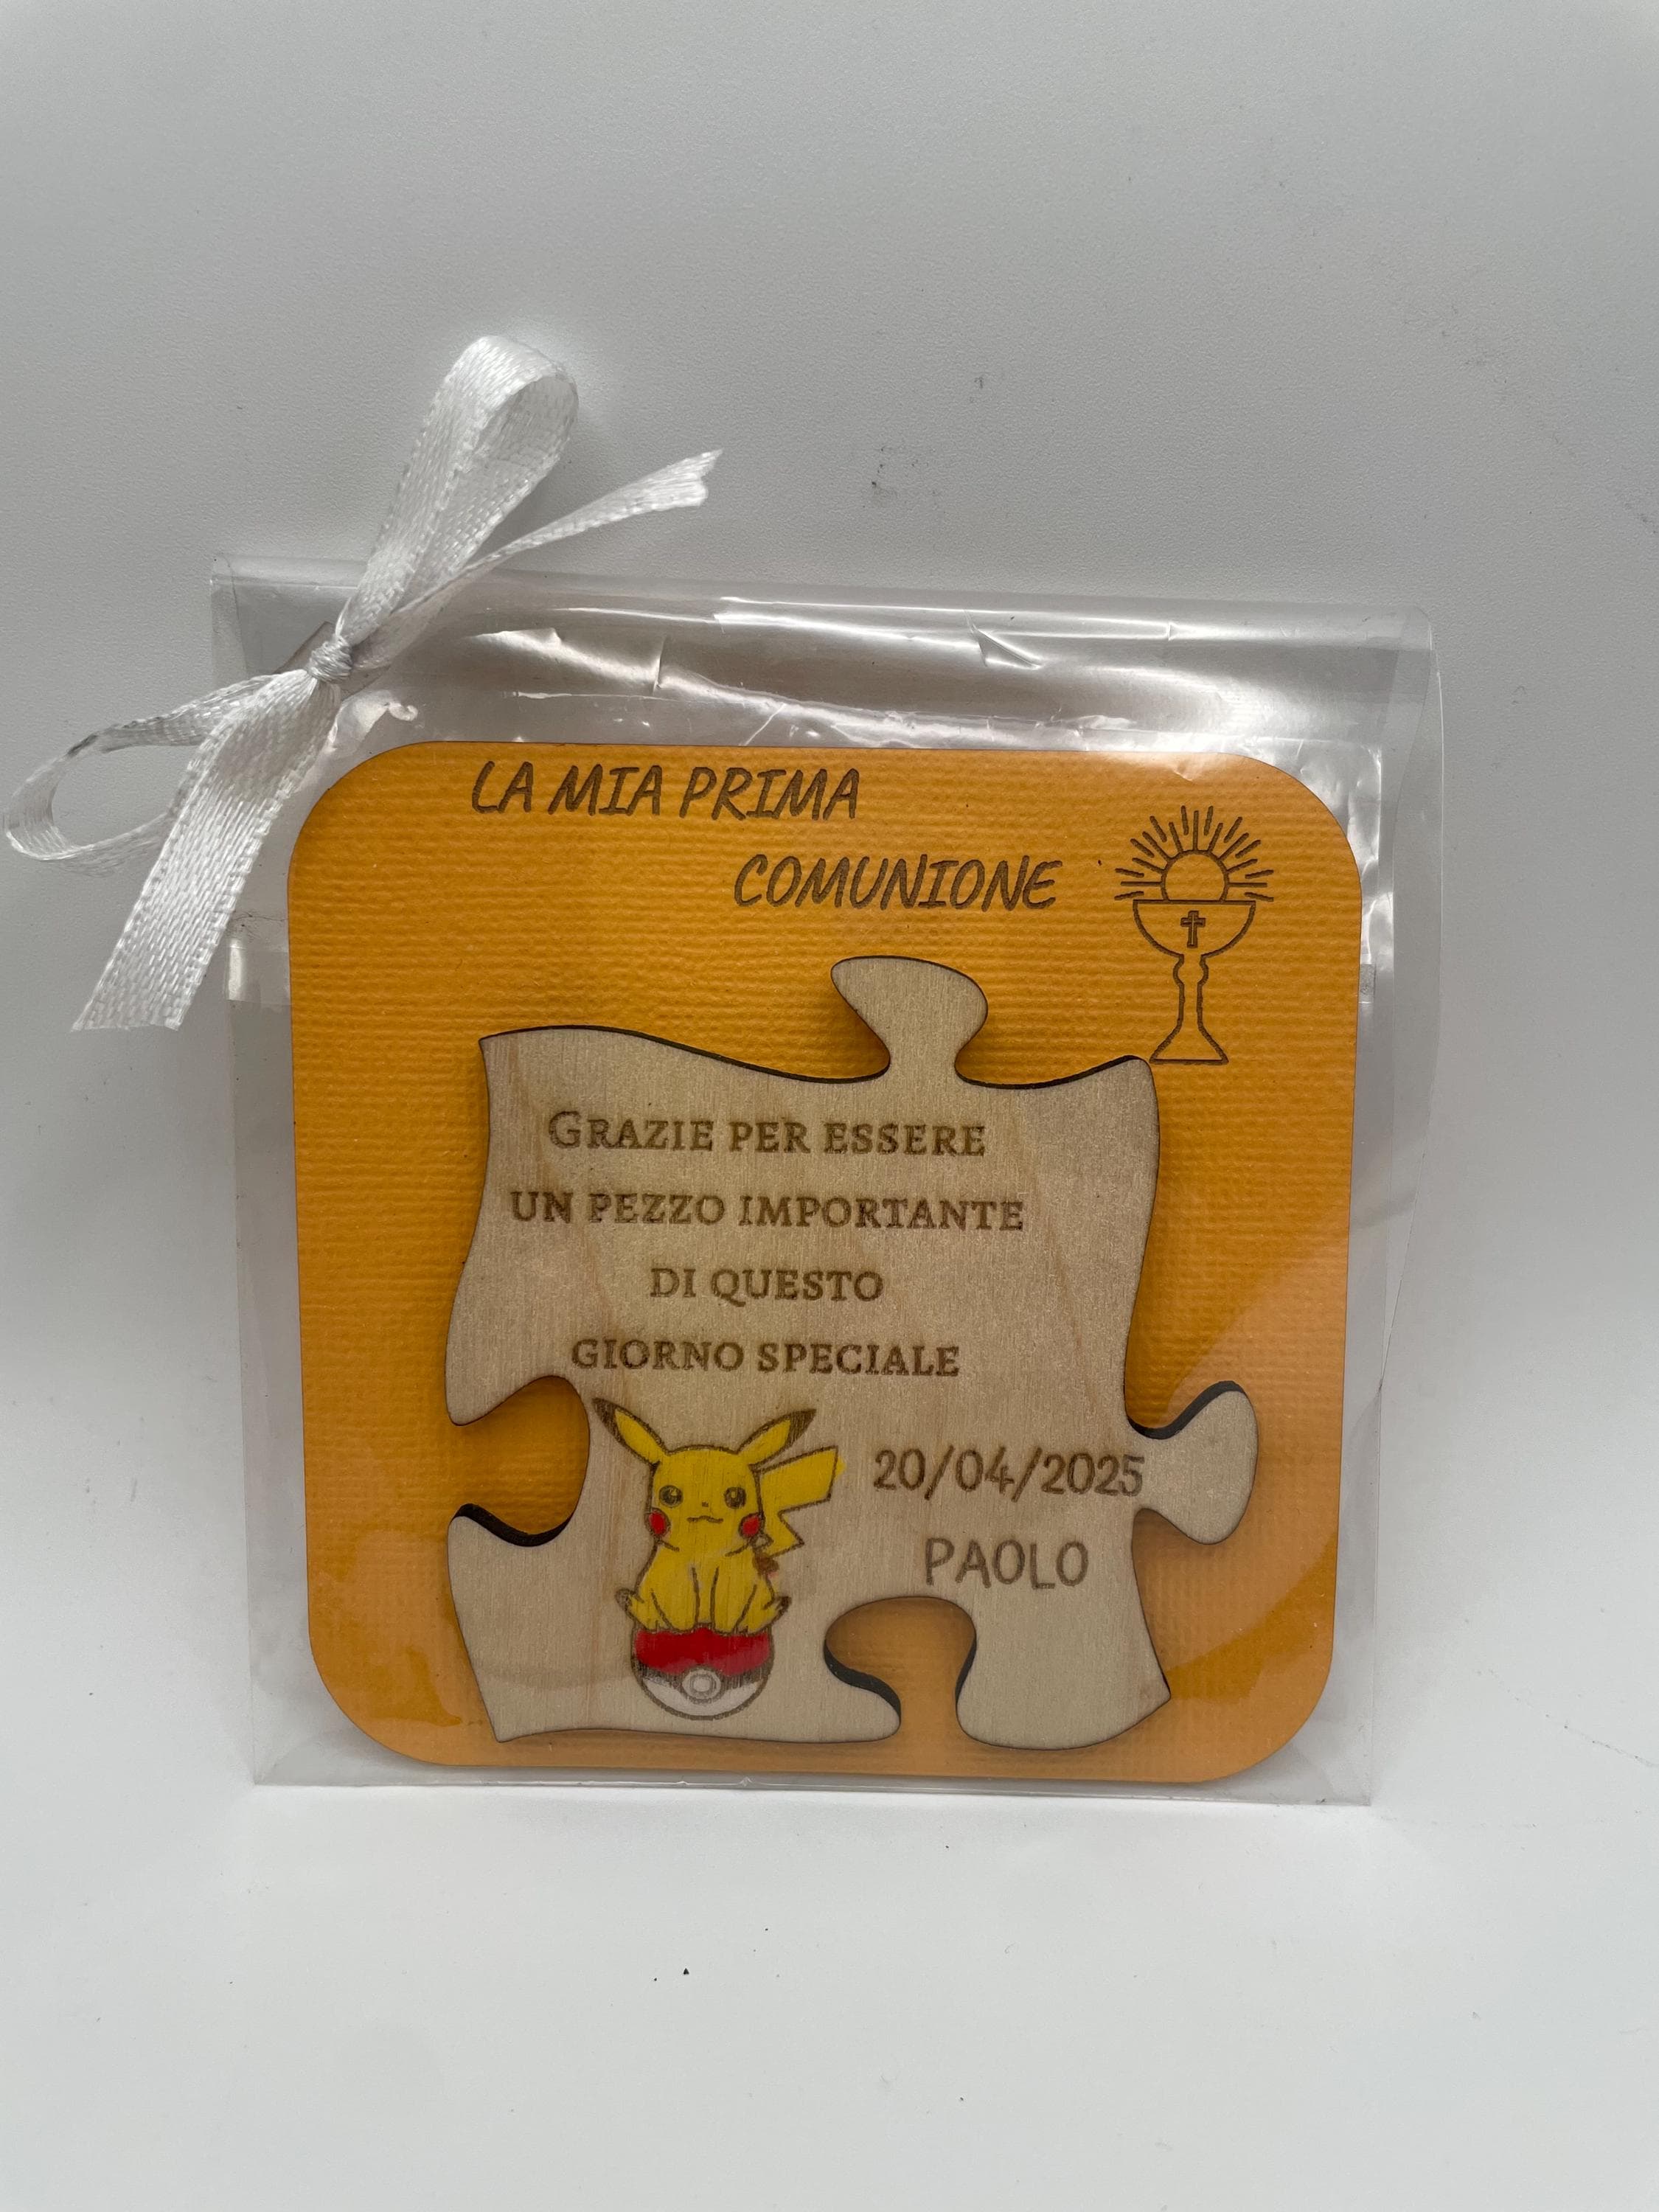 LA MIA PRIMA
COMUNIONE
GRAZIE PER ESSERE
UN PEZZO IMPORTANTE
DI QUESTO
GIORNO SPECIALE
20/04/2025
PAOLO